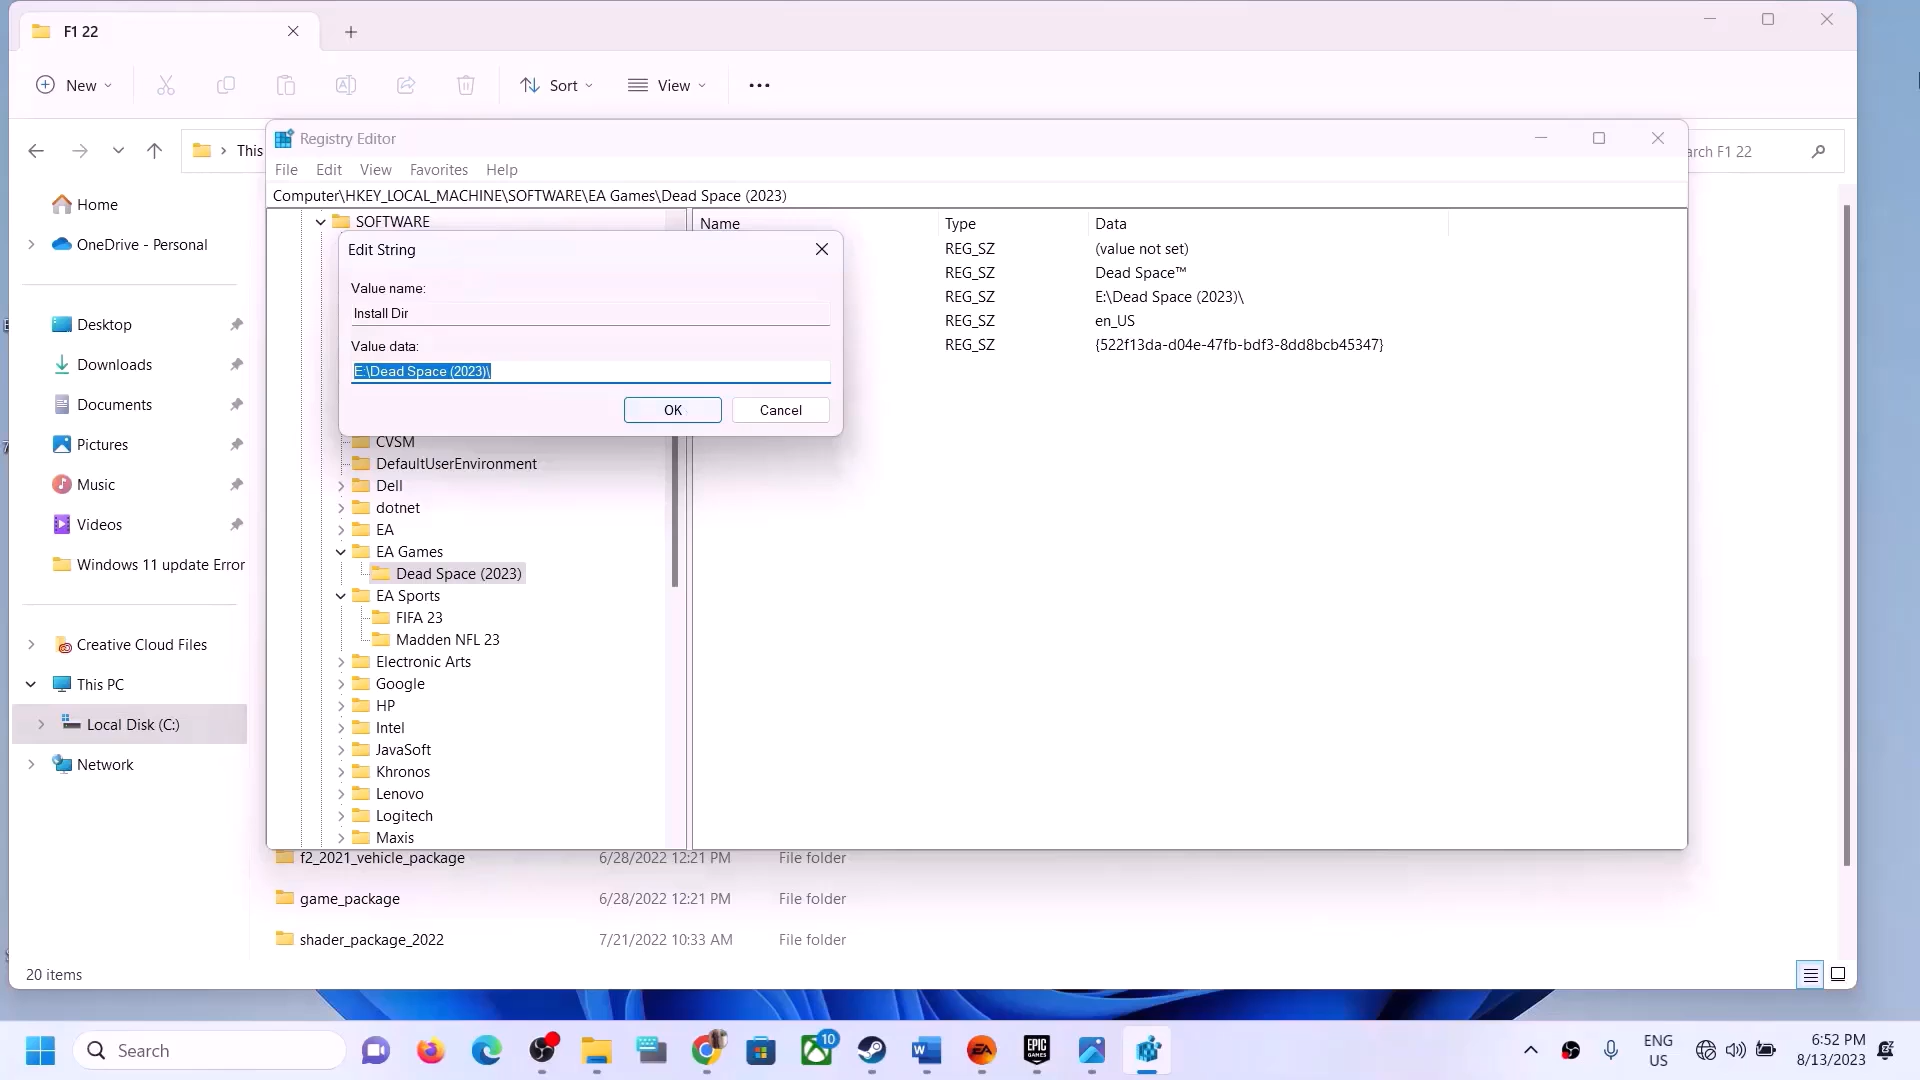 F1 22
New
Sort
View
This
arch F1 22
Registry Editor
File Edit View Favorites Help
Computer\HKEY_LOCAL_MACHINE\SOFTWARE\EA Games\Dead Space (2023)
Home
OneDrive - Personal
Desktop
Downloads
Documents
Pictures
Music
Videos
Windows 11 update Error
Creative Cloud Files
This PC
Local Disk (C:)
Network
SOFTWARE
Edit String
Value name:
Install Dir
Value data:
E:\Dead Space (2023)\
OK
Cancel
CVSM
DefaultUserEnvironment
Dell
dotnet
EA
EA Games
Dead Space (2023)
EA Sports
FIFA 23
Madden NFL 23
Electronic Arts
Google
HP
Intel
JavaSoft
Khronos
Lenovo
Logitech
Maxis
Name Type Data
REG_SZ (value not set)
REG_SZ Dead Space™
REG_SZ E:\Dead Space (2023)\
REG_SZ en_US
REG_SZ {522f13da-d04e-47fb-bdf3-8dd8bcb45347}
f2_2021_vehicle_package 6/28/2022 12:21 PM File folder
game_package 6/28/2022 12:21 PM File folder
shader_package_2022 7/21/2022 10:33 AM File folder
20 items
Search
10
EPIC
GAMES
ENG
US
6:52 PM
8/13/2023